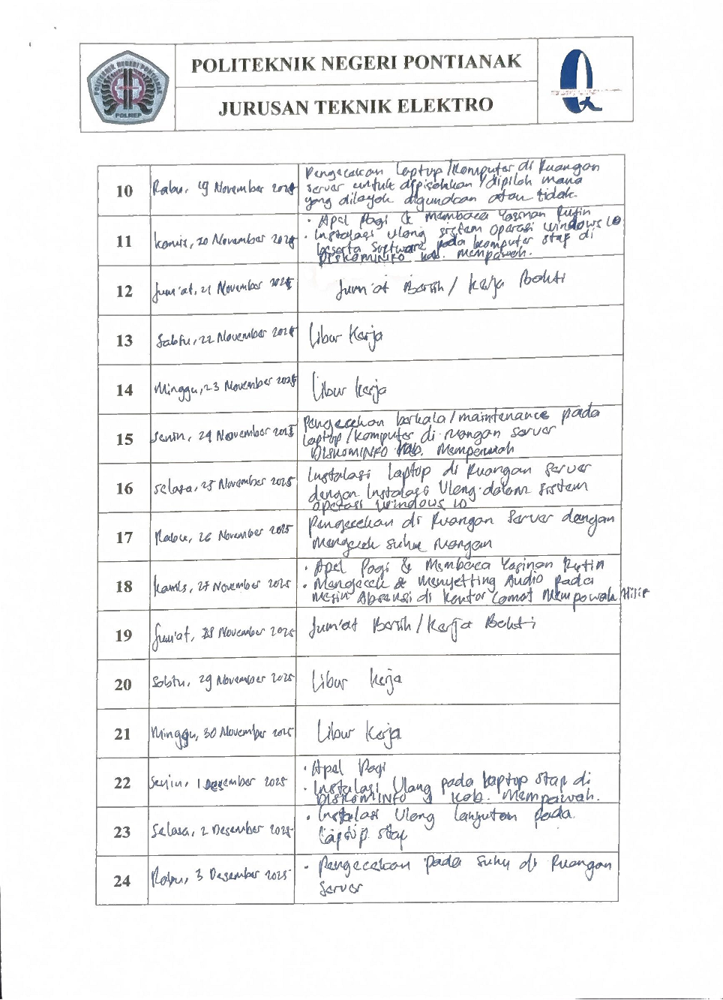 POLITEKNIK NEGERI PONTIANAK
JURUSAN TEKNIK ELEKTRO
POLITEKNIK NEGERI PONTIANAK
POLNEP
10
Rabu, 19 November 2025
Pengecekan Laptop/Komputer di Ruangan
server untuk dipisahkan/dipilah mana
yang dilayak digunakan atau tidak.
11
Kamis, 20 November 2025
• Apel Pagi & Membaca Yasinan Rutin
• Instalasi Ulang sistem operasi windows 10
beserta Software pada komputer staf di
DISKOMINFO kab. Mempawah.
12
Jum'at, 21 November 2025
Jum'at Bersih / Kerja Bakti
13
Sabtu, 22 November 2025
Libur Kerja
14
Minggu, 23 November 2025
Libur Kerja
15
Senin, 24 November 2025
Pengecekan berkala/maintenance pada
laptop/komputer di ruangan server
DISKOMINFO Kab. Mempawah
16
Selasa, 25 November 2025
Instalasi laptop di Ruangan server
dengan Instalasi Ulang dalam sistem
operasi windows 10
17
Rabu, 26 November 2025
Pengecekan di Ruangan Server dengan
Mengecek suhu ruangan
18
Kamis, 27 November 2025
• Apel Pagi & Membaca Yasinan Rutin
• Mengecek & Menyetting Audio pada
mesin Absensi di kantor Camat Mempawah Hilir
19
Jum'at, 28 November 2025
Jum'at Bersih/Kerja Bakti
20
Sabtu, 29 November 2025
Libur Kerja
21
Minggu, 30 November 2025
Libur Kerja
22
Senin, 1 Desember 2025
• Apel Pagi
• Instalasi Ulang pada laptop staf di
DISKOMINFO Kab. Mempawah.
23
Selasa, 2 Desember 2025
• Instalasi Ulang lanjutan pada
laptop staf
24
Rabu, 3 Desember 2025
• Pengecekan pada suhu di Ruangan
Server